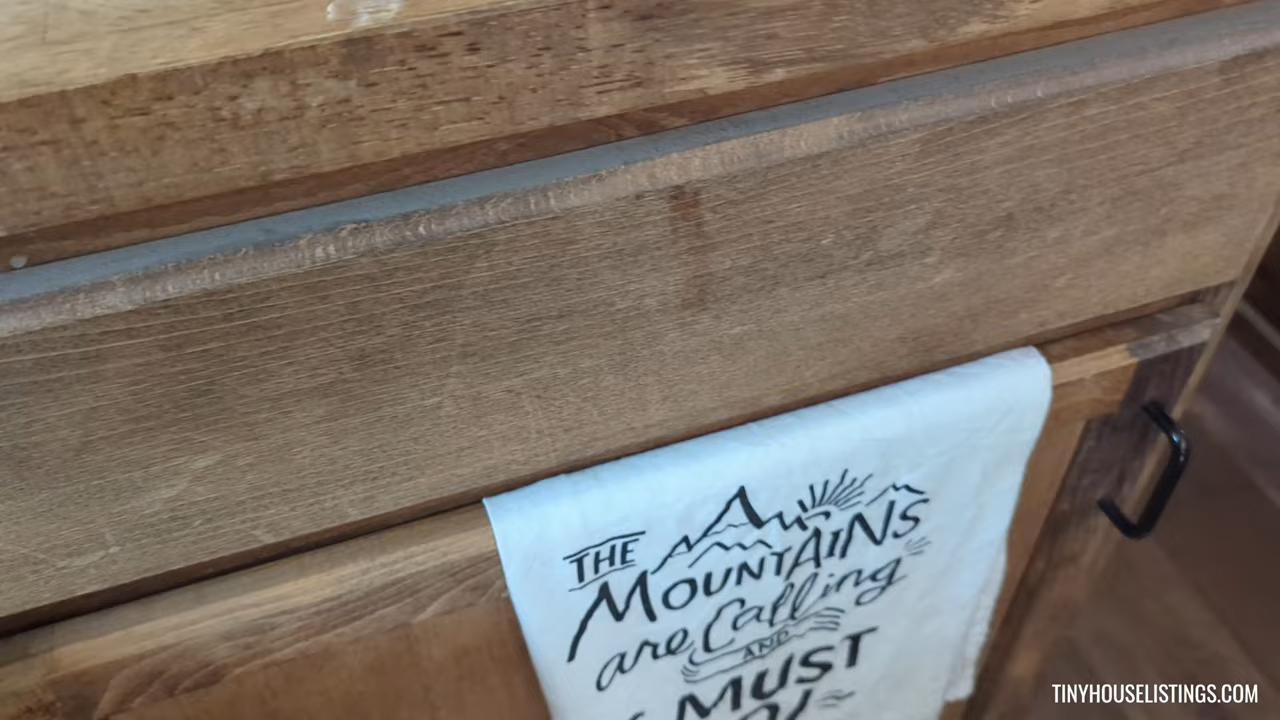 THE
MOUNTAINS
are Calling
AND
MUST
TINYHOUSELISTINGS.COM